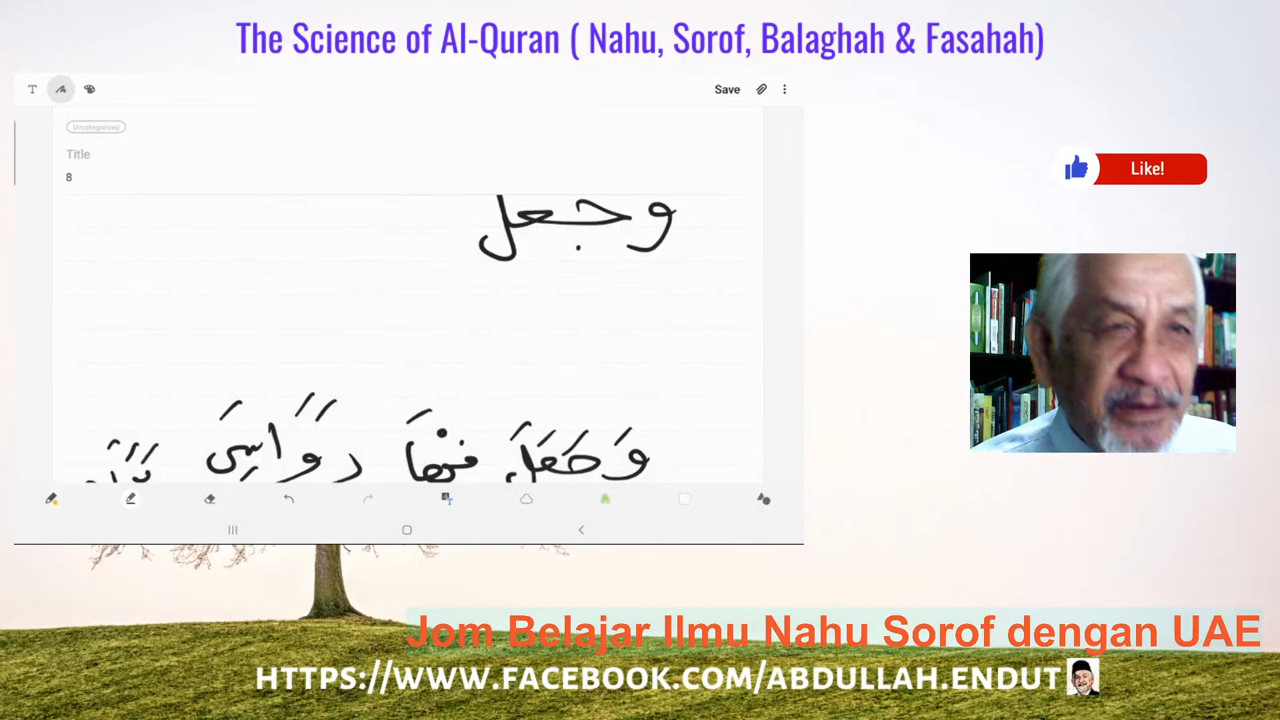 The Science of Al-Quran ( Nahu, Sorof, Balaghah & Fasahah)
T
Save
Uncategorised
Title
8
وجعل
وَجَعَلَ فِيهَا رَوَاسِيَ
Like!
Jom Belajar Ilmu Nahu Sorof dengan UAE
HTTPS://WWW.FACEBOOK.COM/ABDULLAH.ENDUT